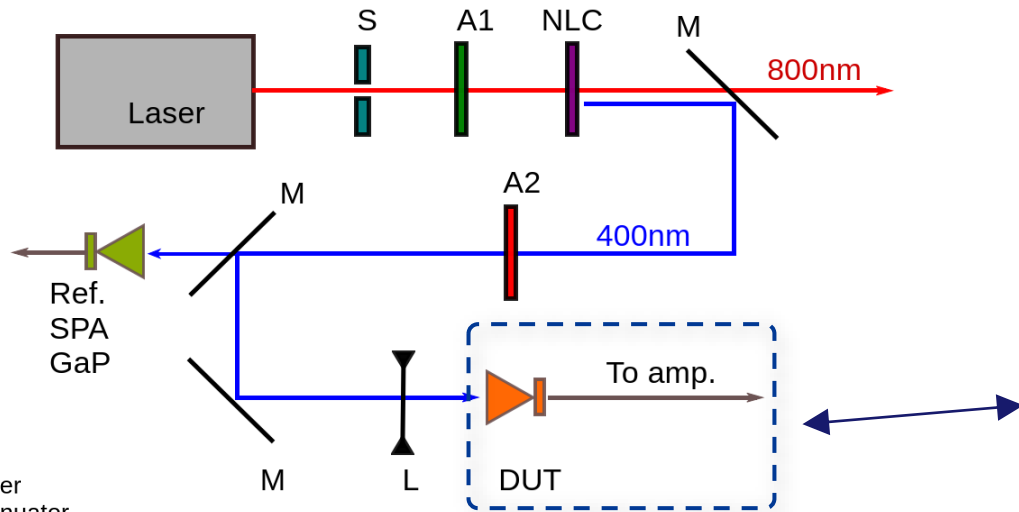 S
A1
NLC
M
800nm
Laser
A2
M
400nm
Ref.
SPA
GaP
To amp.
M
L
DUT
er